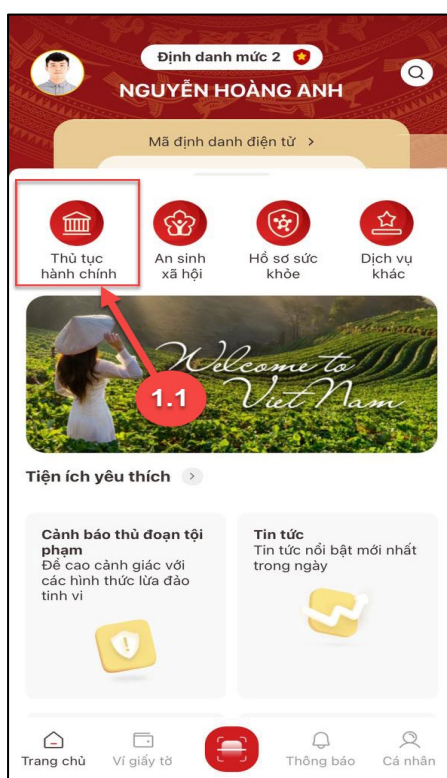 Định danh mức 2
NGUYỄN HOÀNG ANH
Mã định danh điện tử >
Thủ tục
hành chính
An sinh
xã hội
Hồ sơ sức
khỏe
Dịch vụ
khác
Welcome to
Viet Nam
1.1
Tiện ích yêu thích >
Cảnh báo thủ đoạn tội
phạm
Đề cao cảnh giác với
các hình thức lừa đảo
tinh vi
Tin tức
Tin tức nổi bật mới nhất
trong ngày
Trang chủ
Ví giấy tờ
Thông báo
Cá nhân